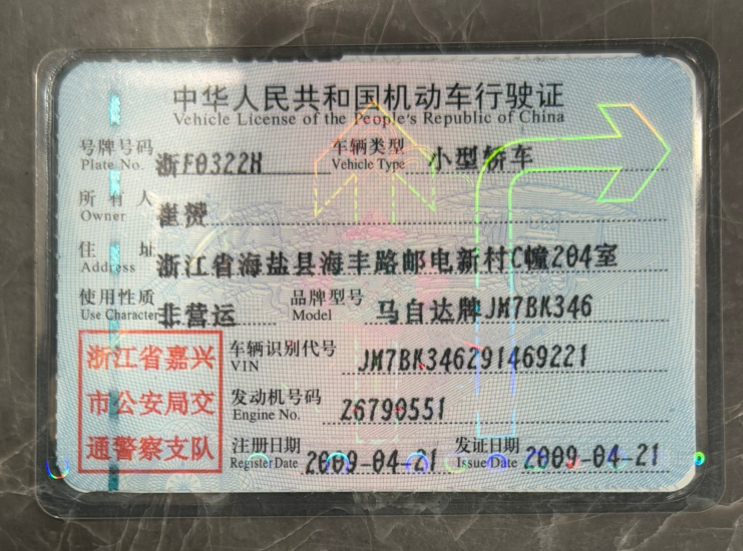 中华人民共和国机动车行驶证
Vehicle License of the People's Republic of China
号牌号码 浙F0322H 车辆类型 小型轿车
Plate No. Vehicle Type
所有人 崔赟
Owner
住址 浙江省海盐县海丰路邮电新村C幢204室
Address
使用性质 非营运 品牌型号 马自达牌JM7BK346
Use Character Model
浙江省嘉兴
市公安局交
通警察支队
车辆识别代号 JM7BK346291469221
VIN
发动机号码 Z6790551
Engine No.
注册日期 2009-04-21 发证日期 2009-04-21
Register Date Issue Date